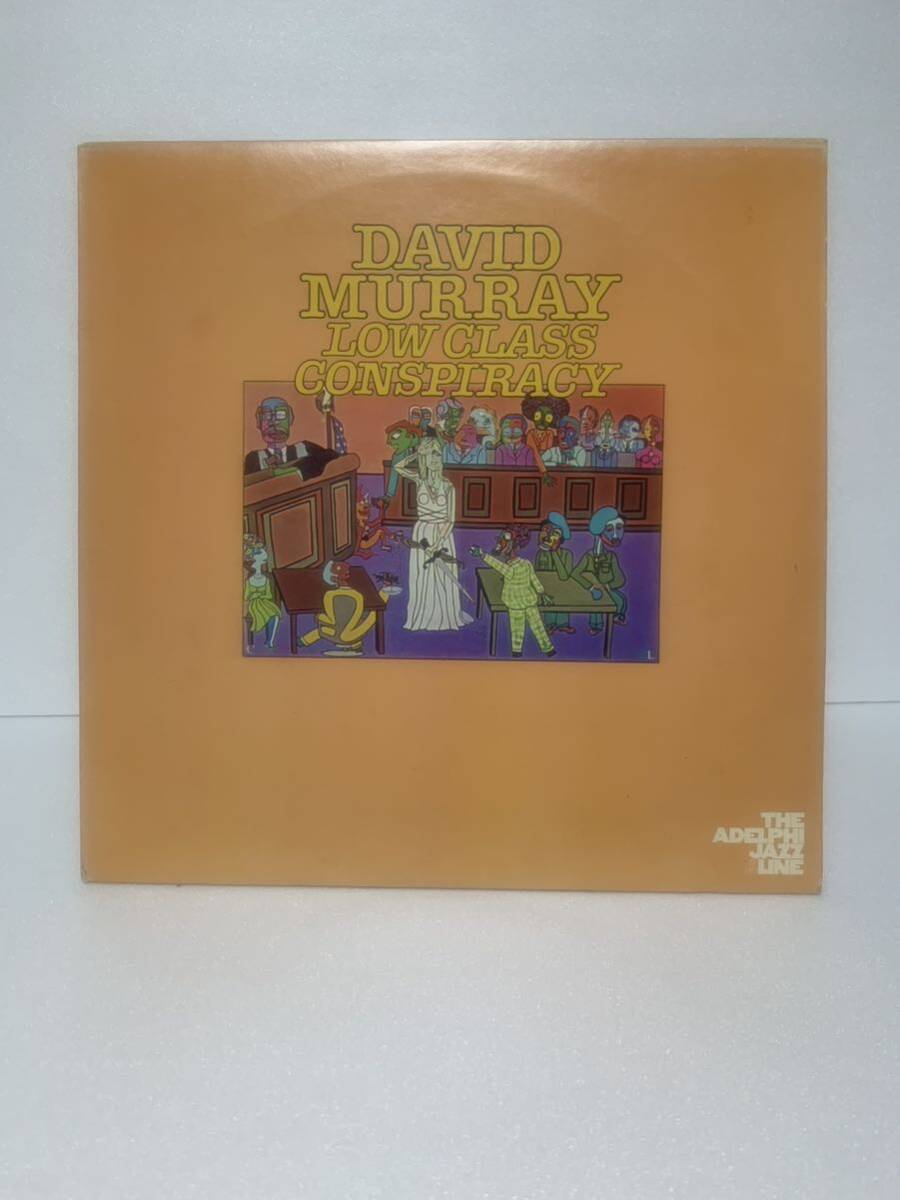 DAVID
MURRAY
LOW CLASS
CONSPIRACY
THE
ADELPHI
JAZZ
LINE